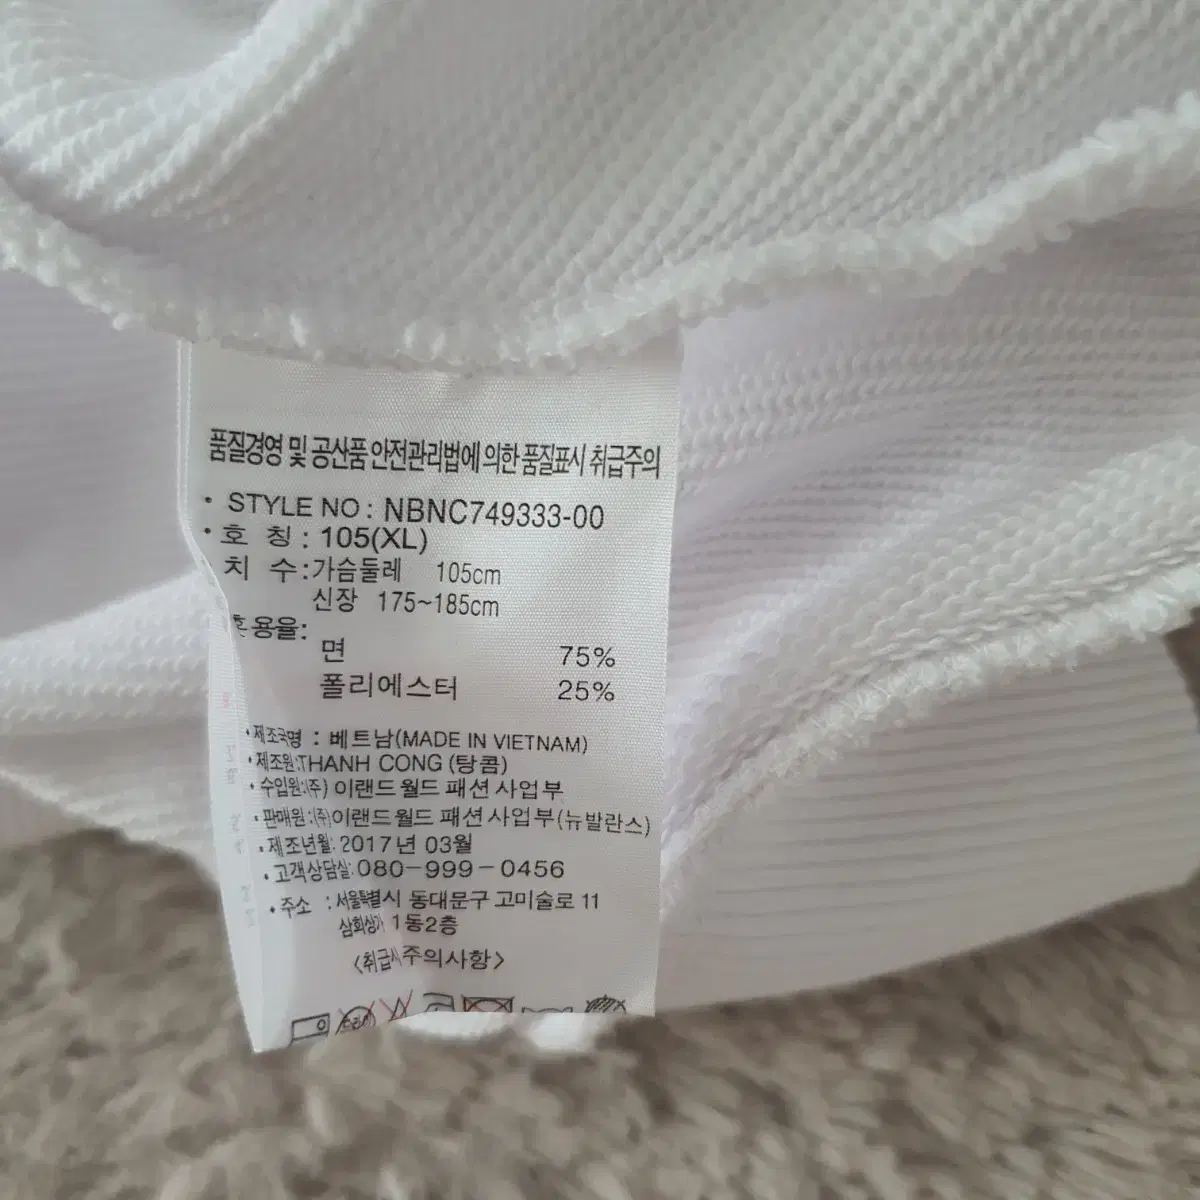 품질경영 및 공산품 안전관리법에 의한 품질표시 취급주의
· STYLE NO : NBNC749333-00
· 호 칭 : 105(XL)
치 수 : 가슴둘레 105cm
신장 175~185cm
혼용율:
면 75%
폴리에스터 25%
· 제조국명 : 베트남(MADE IN VIETNAM)
· 제조원:THANH CONG (탕콤)
· 수입원:(주) 이랜드월드 패션사업부
· 판매원:(주)이랜드월드 패션사업부(뉴발란스)
· 제조년월: 2017년 03월
· 고객상담실: 080-999-0456
· 주소 : 서울특별시 동대문구 고미술로 11
삼희상가 1동2층
<취급시주의사항>